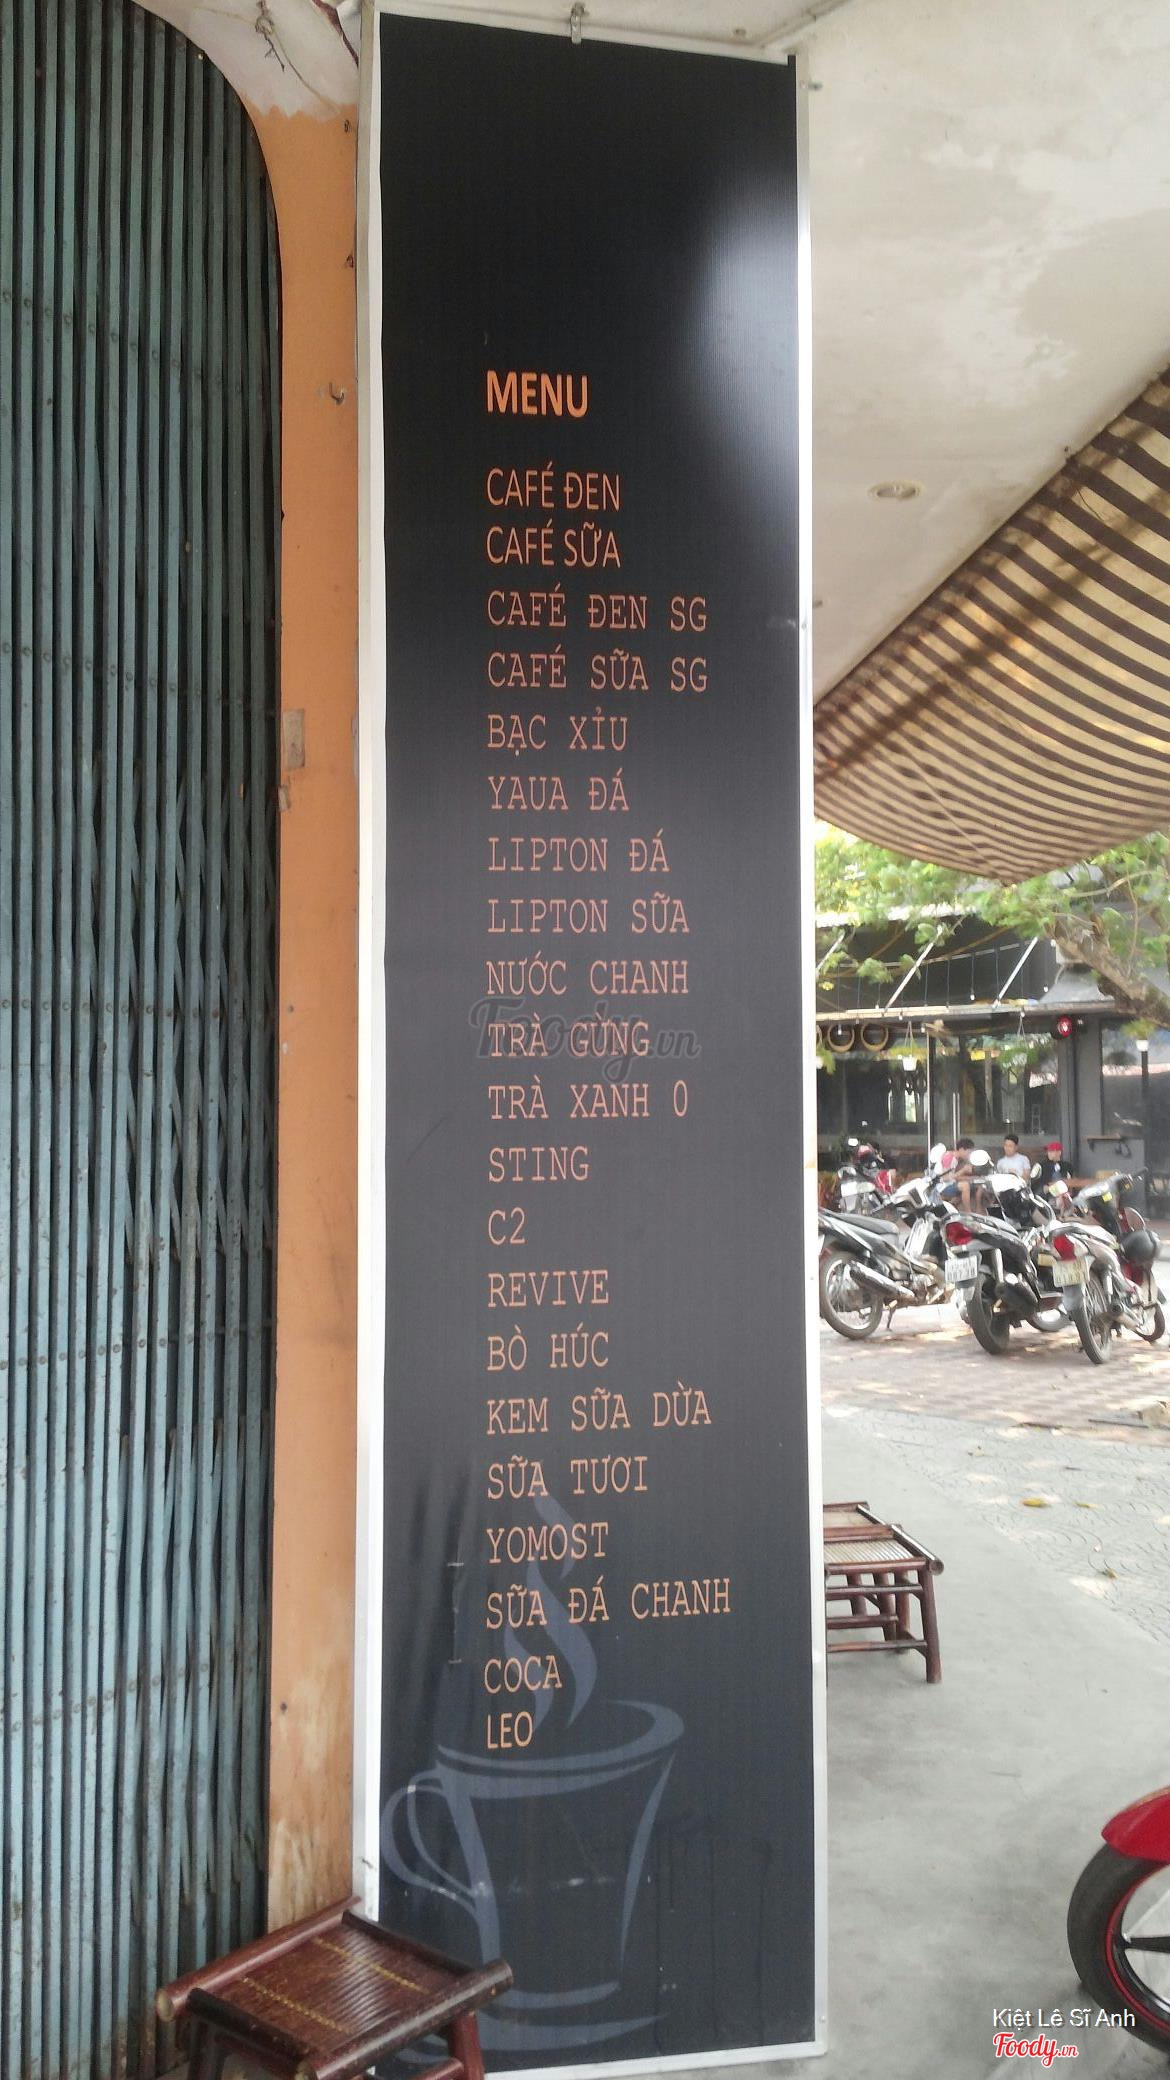 MENU
CAFÉ ĐEN
CAFÉ SỮA
CAFÉ ĐEN SG
CAFÉ SỮA SG
BẠC XỈU
YAUA ĐÁ
LIPTON ĐÁ
LIPTON SỮA
NƯỚC CHANH
Foody.vn
TRÀ GỪNG
TRÀ XANH 0
STING
C2
REVIVE
BÒ HÚC
KEM SỮA DỪA
SỮA TƯƠI
YOMOST
SỮA ĐÁ CHANH
COCA
LEO
Kiệt Lê Sĩ Anh
Foody.vn